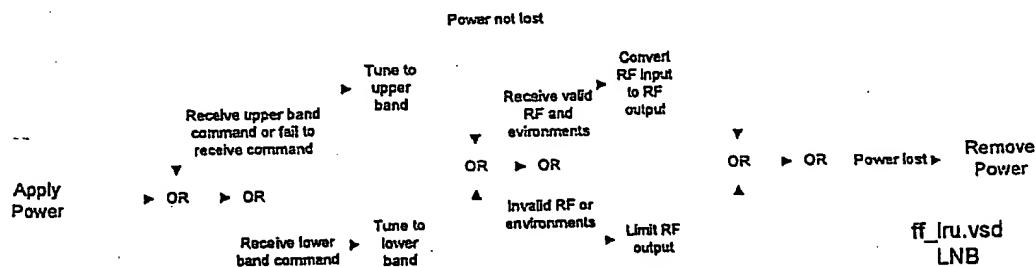 Power not lost
Convert
RF input
to RF
output
Tune to
upper
band
Receive valid
RF and
evironments
Receive upper band
command or fail to
receive command
OR
OR
OR
OR
OR
OR
Power lost
Remove
Power
Apply
Power
Invalid RF or
environments
Tune to
lower
band
Receive lower
band command
Limit RF
output
ff_lru.vsd
LNB